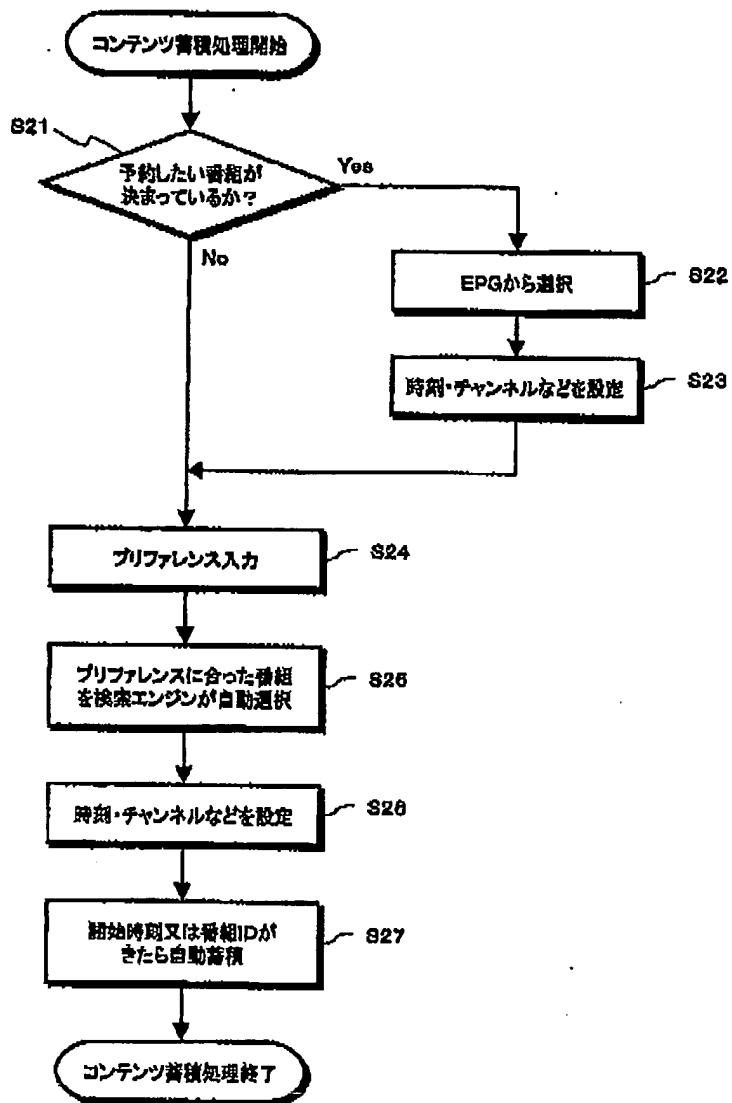 コンテンツ蓄積処理開始
S21
予約したい番組が
決まっているか？
Yes
No
EPGから選択
S22
時刻・チャンネルなどを設定
S23
プリファレンス入力
S24
プリファレンスに合った番組
を検索エンジンが自動選択
S25
時刻・チャンネルなどを設定
S26
開始時刻又は番組IDが
きたら自動蓄積
S27
コンテンツ蓄積処理終了